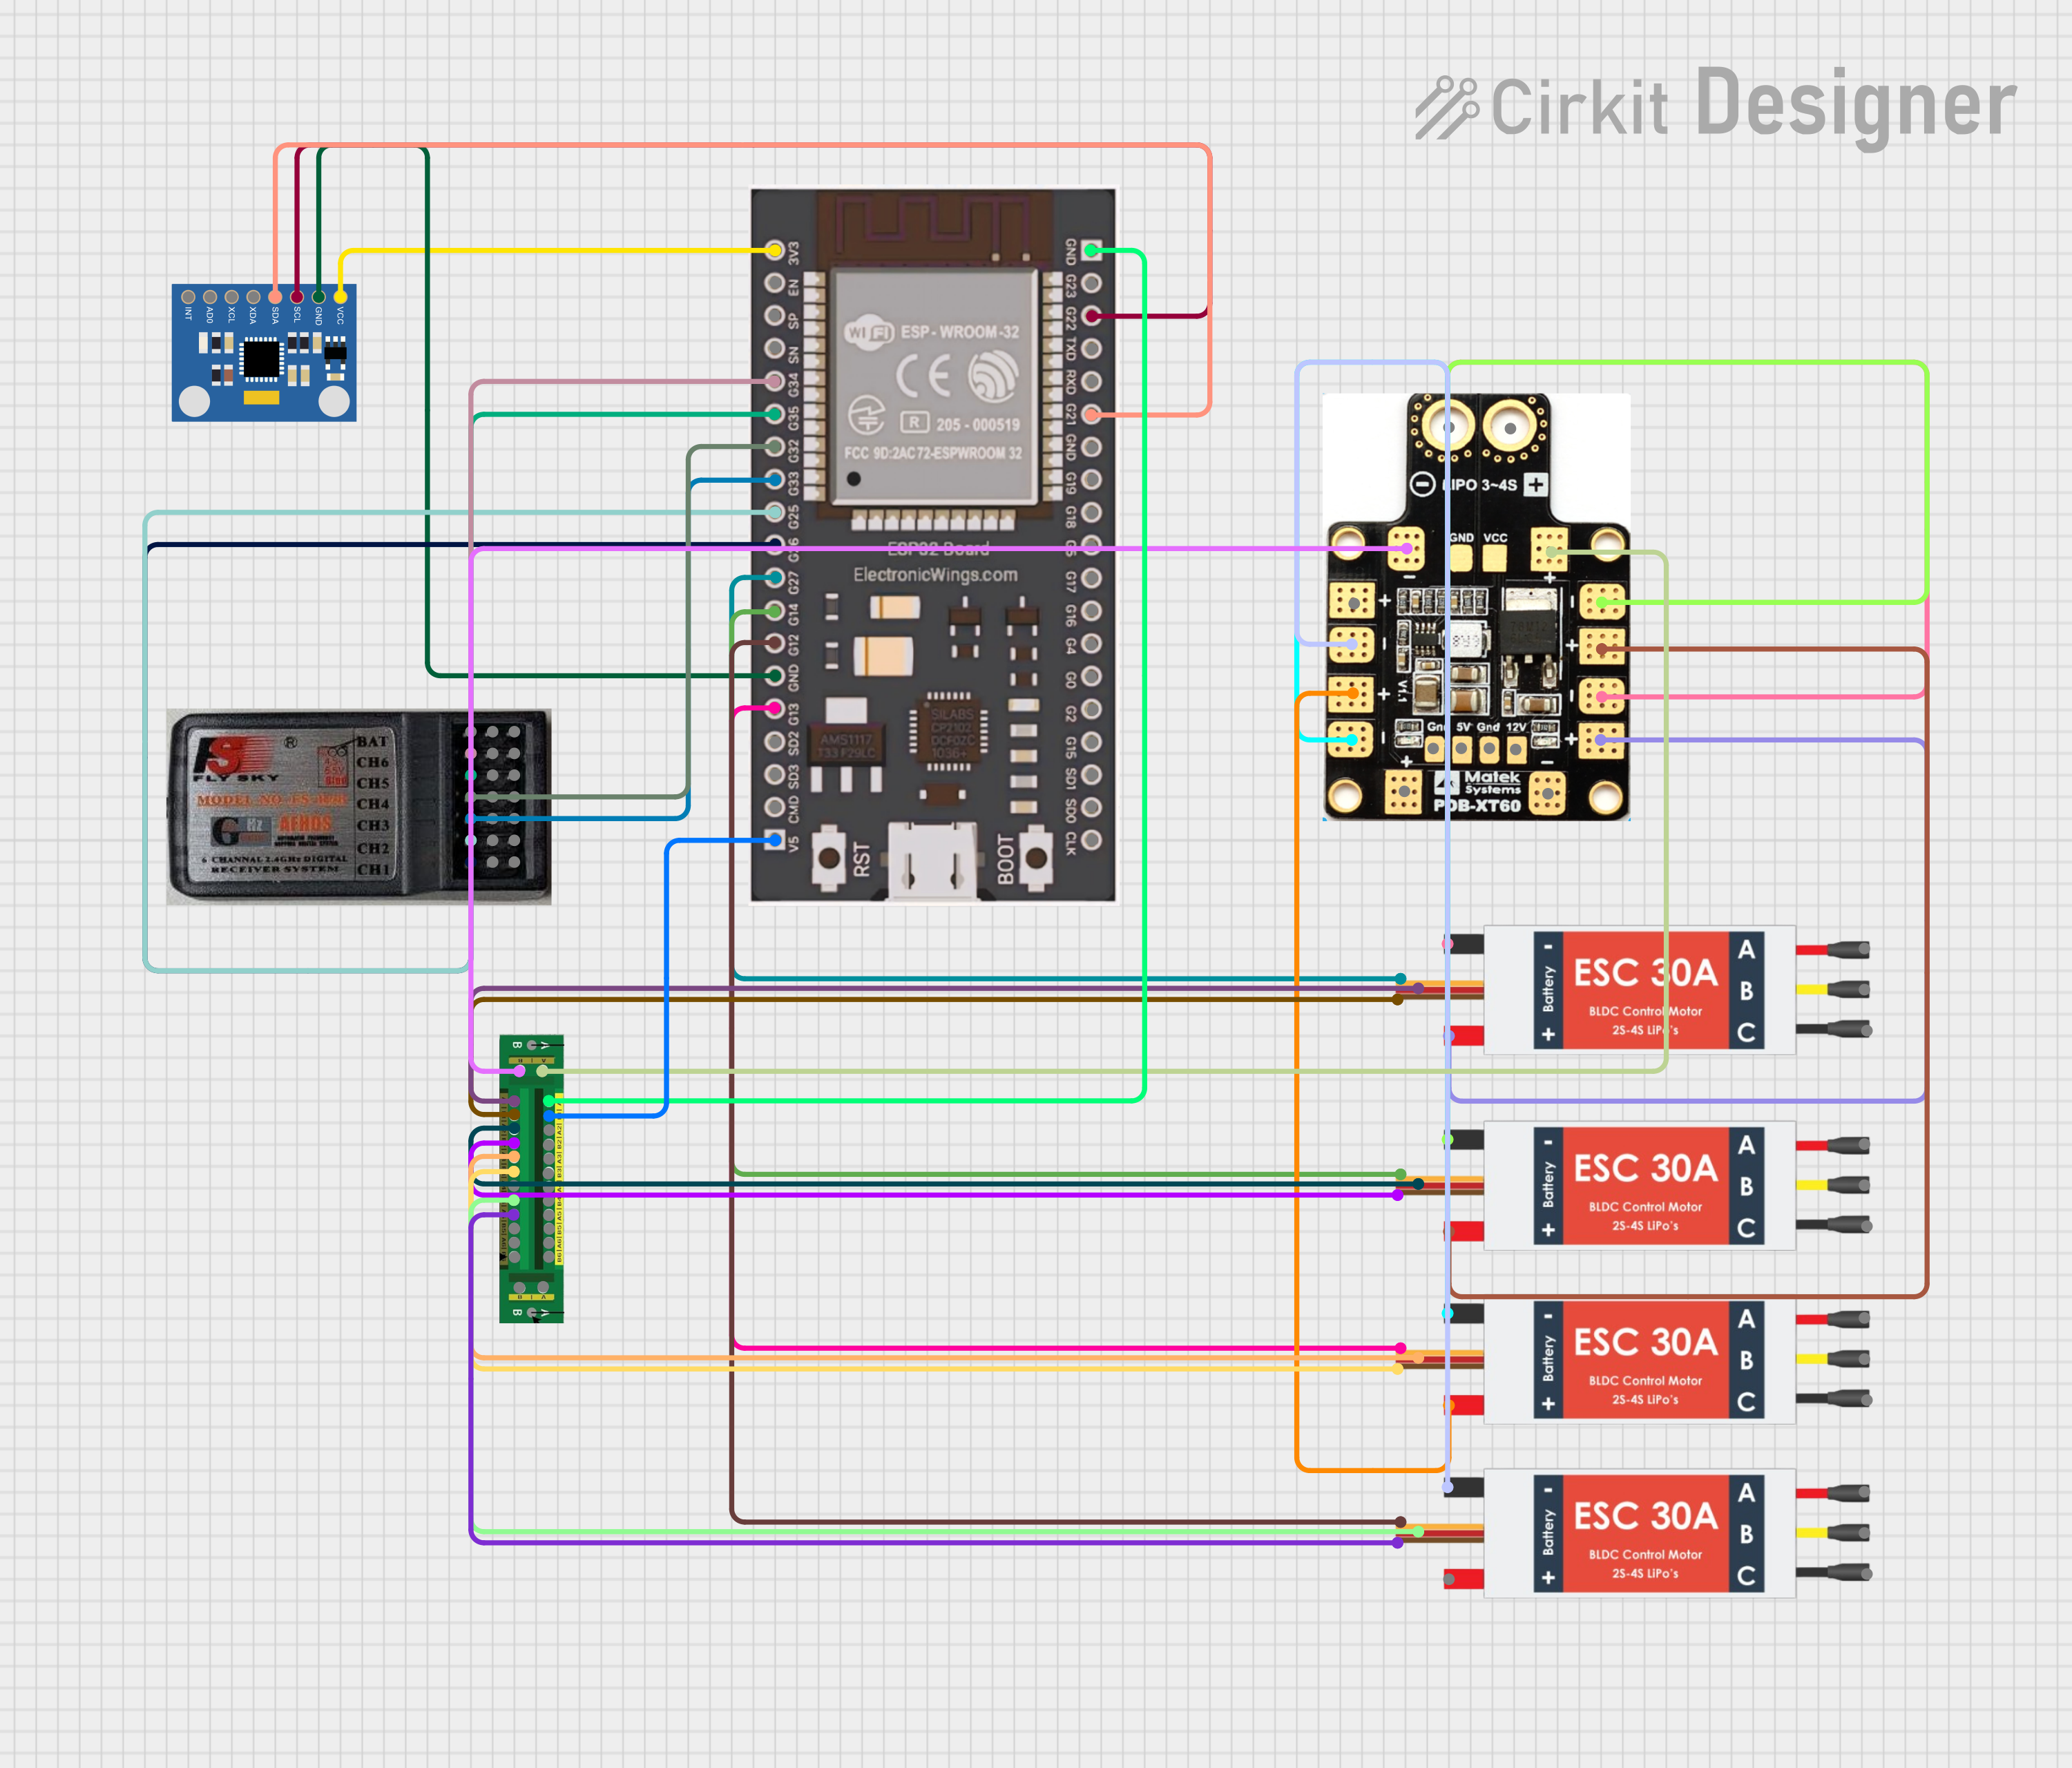 Cirkit Designer
INT
AD0
XCL
XDA
SDA
SCL
GND
VCC
3V3
EN
SP
SN
G34
G35
G32
G33
G25
G26
G27
G14
G12
GND
G13
SD2
SD3
CMD
V5
GND
G23
G22
TXD
RXD
G21
GND
G19
G18
G17
G16
G4
G0
G2
G15
SD1
SD0
CLK
WiFi ESP-WROOM-32
CE
R 205-000519
FCC 9D:2AC72-ESPWROOM 32
ESP32 Board
ElectronicWings.com
AMS1117
SILABS
CP2102
RST
BOOT
FS
®
FLY SKY
BAT
CH6
CH5
CH4
CH3
CH2
CH1
AFHDS
6 CHANNEL 2.4GHz DIGITAL
RECEIVER SYSTEM
LIPO 3~4S
GND VCC
V1.1
Gnd 5V Gnd 12V
Matek
Systems
PDB-XT60
B A
B A
- Battery +
ESC 30A
BLDC Control Motor
2S-4S LiPo's
A
B
C
- Battery +
ESC 30A
BLDC Control Motor
2S-4S LiPo's
A
B
C
- Battery +
ESC 30A
BLDC Control Motor
2S-4S LiPo's
A
B
C
- Battery +
ESC 30A
BLDC Control Motor
2S-4S LiPo's
A
B
C